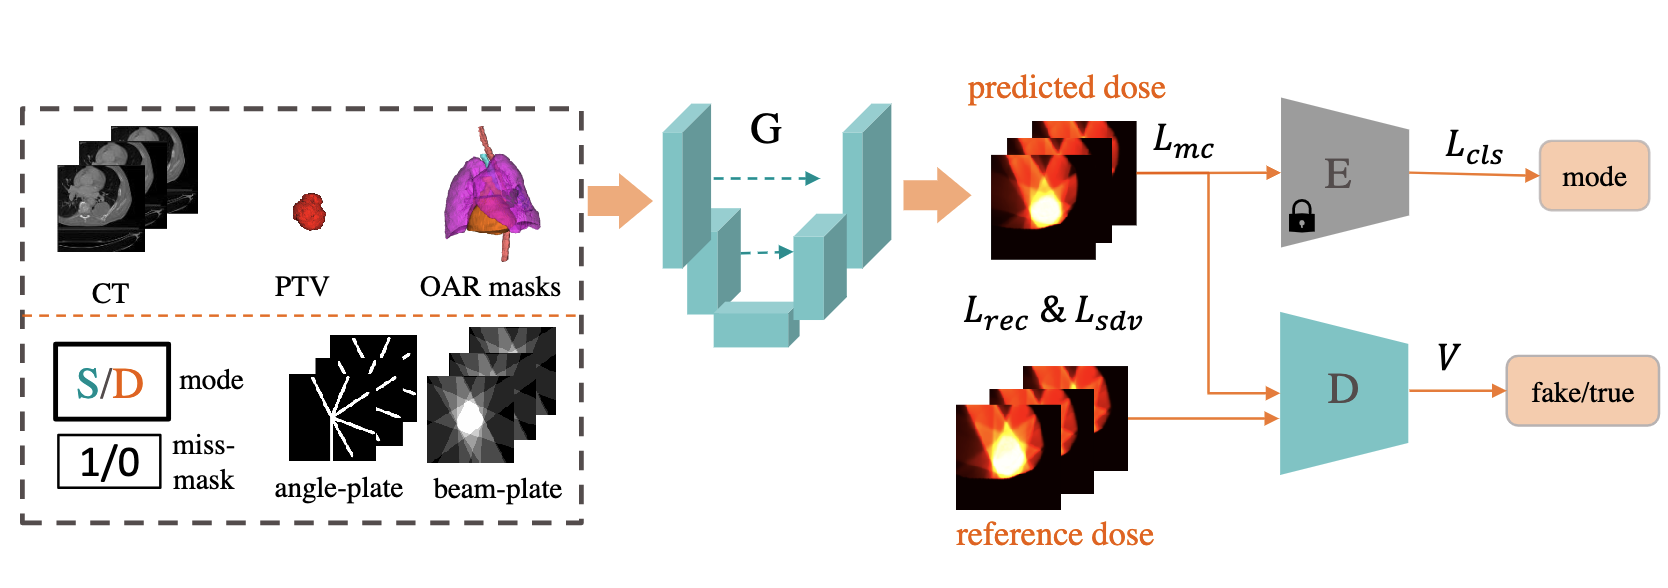 CT
PTV
OAR masks
S/D
mode
1/0
miss-
mask
angle-plate
beam-plate
G
predicted dose
L_{mc}
L_{rec} & L_{sdv}
reference dose
E
L_{cls}
mode
D
V
fake/true